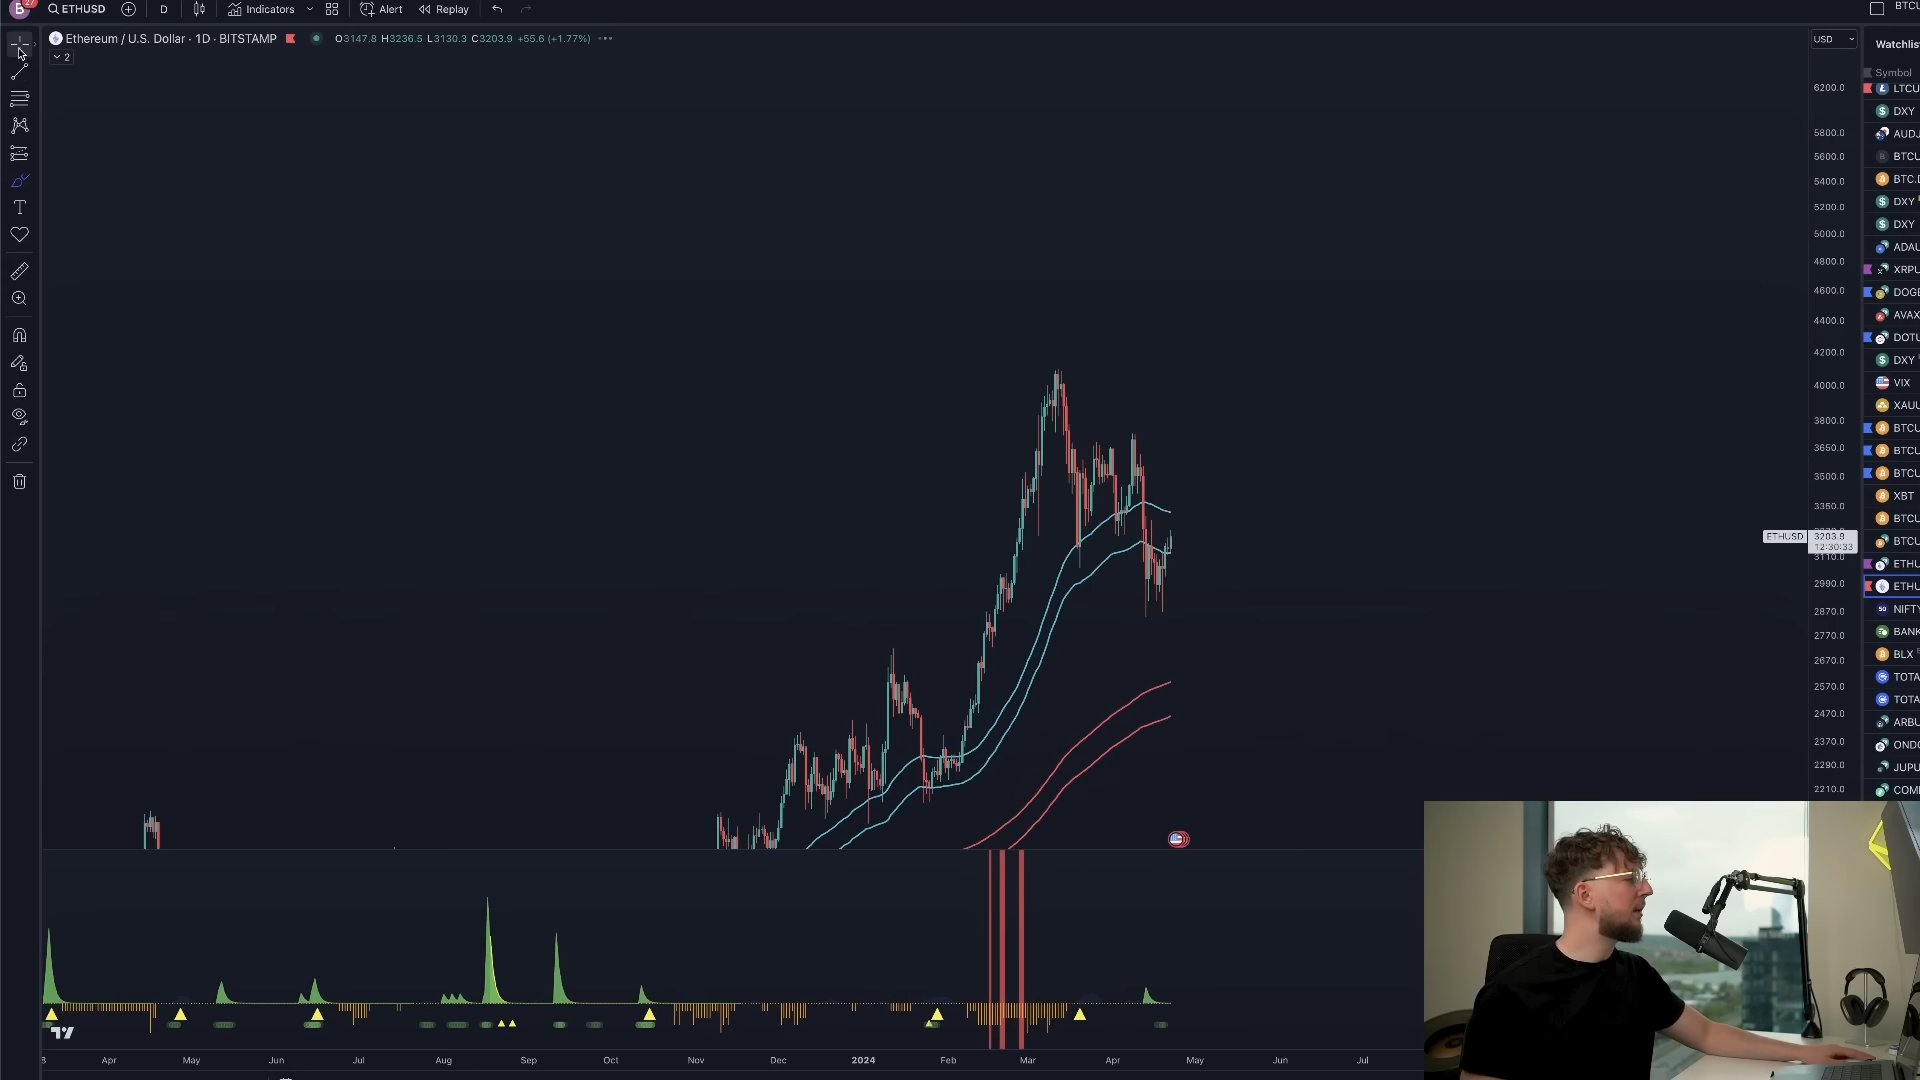 B 27 ETHUSD D Indicators Alert Replay BTCU
Ethereum / U.S. Dollar · 1D · BITSTAMP O3147.8 H3236.5 L3130.3 C3203.9 +55.6 (+1.77%) USD Watchlis
2
Symbol
6200.0
5800.0
5600.0
5400.0
5200.0
5000.0
4800.0
4600.0
4400.0
4200.0
4000.0
3800.0
3650.0
3500.0
3350.0
ETHUSD 3203.9
12:30:33
3110.0
2990.0
2870.0
2770.0
2670.0
2570.0
2470.0
2370.0
2290.0
2210.0
LTCU
DXY
AUDJ
BTCU
BTC.D
DXY
DXY
ADAU
XRPU
DOGE
AVAX
DOTU
DXY
VIX
XAUU
BTCU
BTCU
BTCU
XBT
BTCU
BTCU
ETHU
ETHU
50 NIFTY
BANK
BLX
TOTA
TOTA
ARBU
ONDO
JUPU
COM
Apr May Jun Jul Aug Sep Oct Nov Dec 2024 Feb Mar Apr May Jun Jul